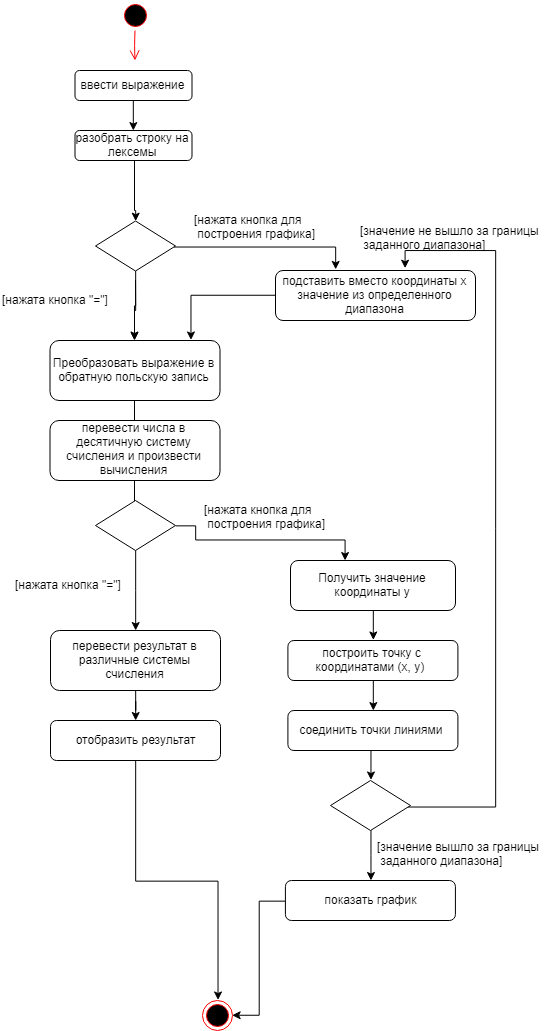 ввести выражение
разобрать строку на
лексемы
[нажата кнопка для
построения графика]
[значение не вышло за границы
заданного диапазона]
[нажата кнопка "="]
подставить вместо координаты x
значение из определенного
диапазона
Преобразовать выражение в
обратную польскую запись
перевести числа в
десятичную систему
счисления и произвести
вычисления
[нажата кнопка для
построения графика]
[нажата кнопка "="]
Получить значение
координаты y
перевести результат в
различные системы
счисления
построить точку с
координатами (x, y)
отобразить результат
соединить точки линиями
[значение вышло за границы
заданного диапазона]
показать график